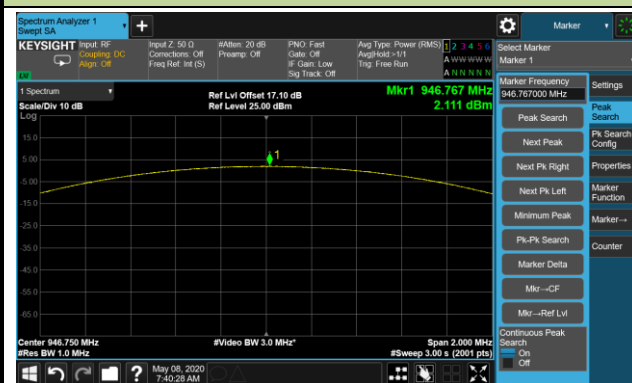 Spectrum Analyzer 1
Swept SA
+
Marker
KEYSIGHT
Input: RF
Coupling: DC
Align: Off
Input Z: 50 Ω
Corrections: Off
Freq Ref: Int (S)
#Atten: 20 dB
Preamp: Off
PNO: Fast
Gate: Off
IF Gain: Low
Sig Track: Off
Avg Type: Power (RMS)
Avg|Hold:>1/1
Trig: Free Run
1 2 3 4 5 6
A W W W W W
A N N N N N
LXI
Select Marker
Marker 1
1 Spectrum
Ref Lvl Offset 17.10 dB
Mkr1 946.767 MHz
Scale/Div 10 dB
Ref Level 25.00 dBm
2.111 dBm
Log
15.0
5.00
-5.00
-15.0
-25.0
-35.0
-45.0
-55.0
-65.0
1
Center 946.750 MHz
#Video BW 3.0 MHz*
Span 2.000 MHz
#Res BW 1.0 MHz
#Sweep 3.00 s (2001 pts)
Marker Frequency
946.767000 MHz
Peak Search
Next Peak
Next Pk Right
Next Pk Left
Minimum Peak
Pk-Pk Search
Marker Delta
Mkr→CF
Mkr→Ref Lvl
Continuous Peak
Search
On
Off
Settings
Peak
Search
Pk Search
Config
Properties
Marker
Function
Marker→
Counter
?
May 08, 2020
7:40:28 AM